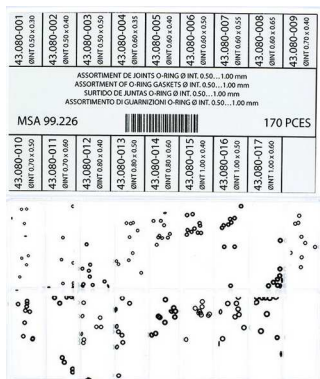 43.080-001
ØINT 0.50 x 0.30
43.080-002
ØINT 0.50 x 0.40
43.080-003
ØINT 0.50 x 0.50
43.080-004
ØINT 0.60 x 0.35
43.080-005
ØINT 0.60 x 0.40
43.080-006
ØINT 0.60 x 0.50
43.080-007
ØINT 0.60 x 0.55
43.080-008
ØINT 0.60 x 0.65
43.080-009
ØINT 0.70 x 0.40
ASSORTIMENT DE JOINTS O-RING Ø INT. 0.50...1.00 mm
ASSORTMENT OF O-RING GASKETS Ø INT. 0.50...1.00 mm
SURTIDO DE JUNTAS O-RING Ø INT. 0.50...1.00 mm
ASSORTIMENTO DI GUARNIZIONI O-RING Ø INT. 0.50...1.00 mm
MSA 99.226
170 PCES
43.080-010
ØINT 0.70 x 0.50
43.080-011
ØINT 0.70 x 0.60
43.080-012
ØINT 0.80 x 0.40
43.080-013
ØINT 0.80 x 0.50
43.080-014
ØINT 0.80 x 0.60
43.080-015
ØINT 1.00 x 0.40
43.080-016
ØINT 1.00 x 0.50
43.080-017
ØINT 1.00 x 0.60